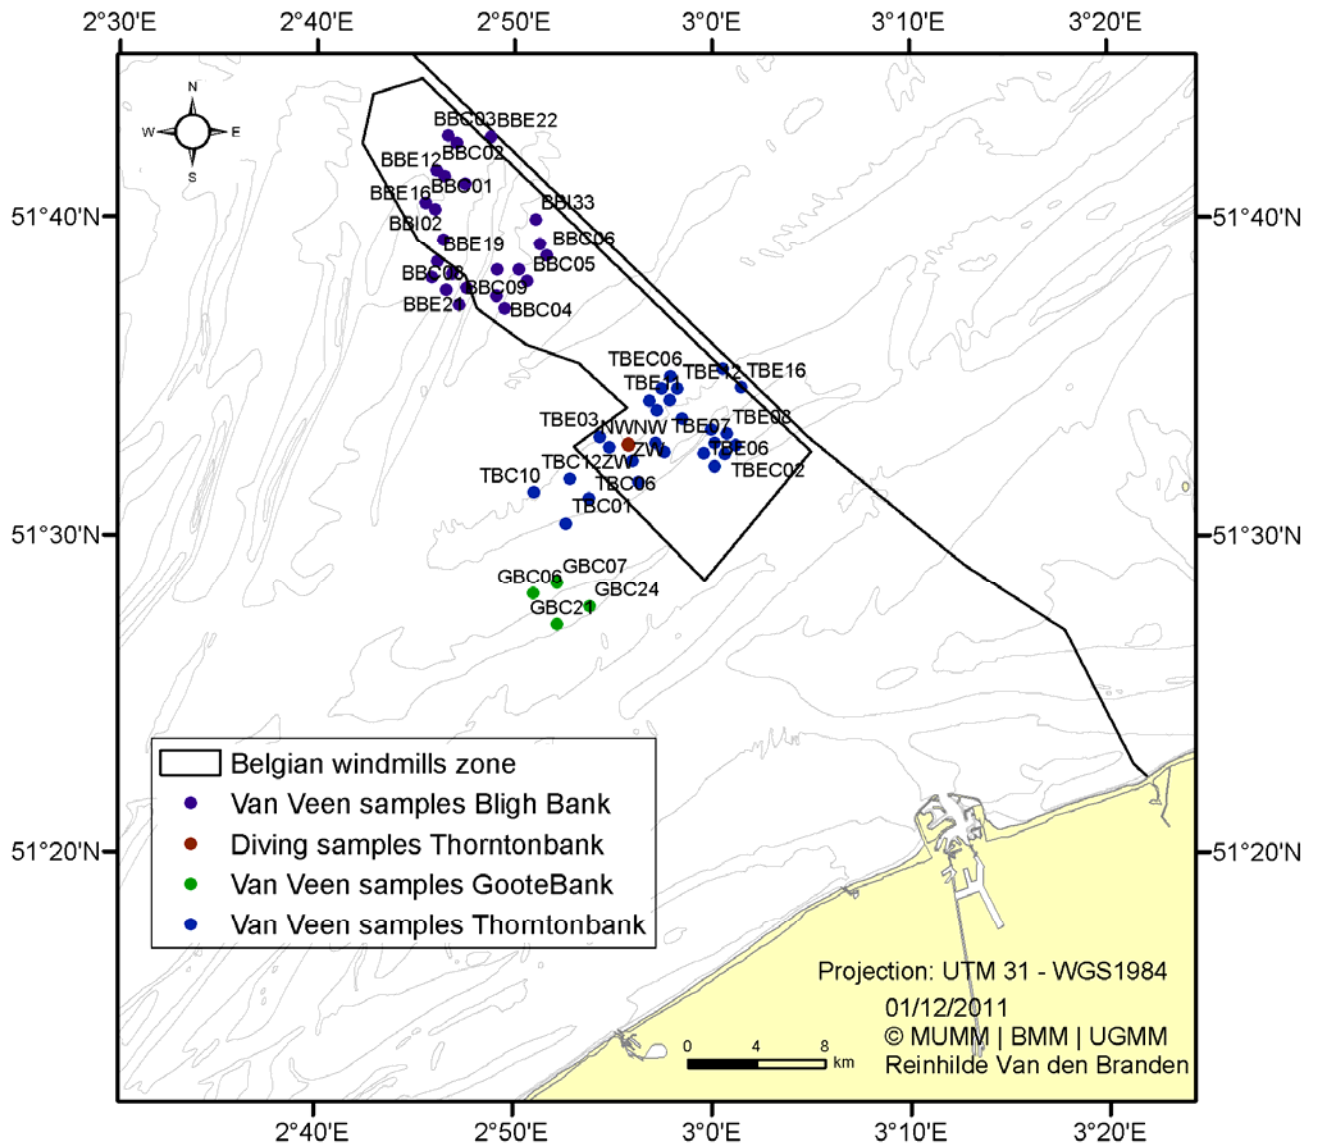 2°30'E 2°40'E 2°50'E 3°0'E 3°10'E 3°20'E
N
W E
S
BBC03 BBE22
BBC02
BBE12
BBC01
BBE16
BBI33
51°40'N 51°40'N
BBI02
BBC06
BBE19
BBC05
BBC08
BBC09
BBE21
BBC04
TBEC06
TBE12 TBE16
TBE11
TBE03
TBE08
NWNW TBE07
ZW TBE06
TBC12ZW
TBEC02
TBC10
TBC06
TBC01
51°30'N 51°30'N
GBC07
GBC06
GBC24
GBC21
Belgian windmills zone
Van Veen samples Bligh Bank
Diving samples Thorntonbank
Van Veen samples GooteBank
Van Veen samples Thorntonbank
51°20'N 51°20'N
Projection: UTM 31 - WGS1984
01/12/2011
© MUMM | BMM | UGMM
Reinhilde Van den Branden
0 4 8
km
2°40'E 2°50'E 3°0'E 3°10'E 3°20'E